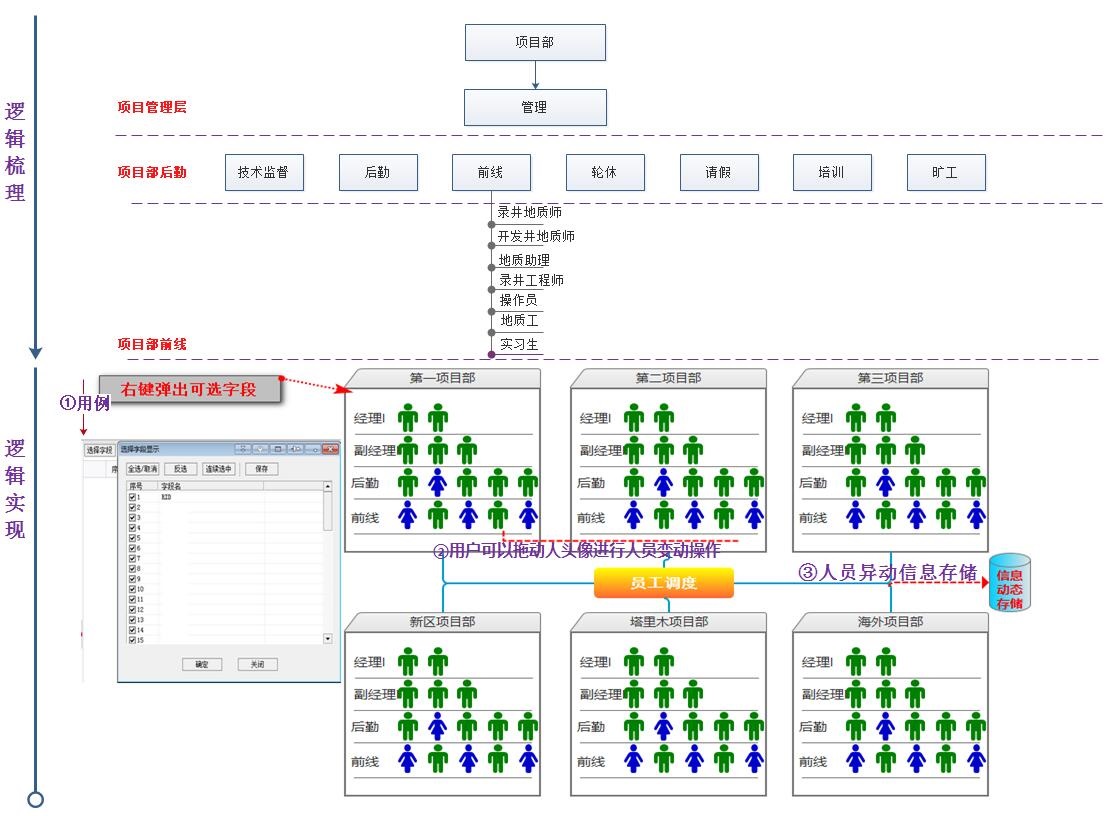 逻辑梳理
项目部
管理
项目管理层
项目部后勤
技术监督
后勤
前线
轮休
请假
培训
旷工
录井地质师
开发井地质师
地质助理
录井工程师
操作员
地质工
实习生
项目部前线
逻辑实现
①用例
右键弹出可选字段
选择字段
序
选择字段显示
全选/取消
反选
连续选中
保存
序号 字段名
1 RID
2
3
4
5
6
7
8
9
10
11
12
13
14
15
确定
关闭
第一项目部
经理I
副经理
后勤
前线
第二项目部
经理I
副经理
后勤
前线
第三项目部
经理I
副经理
后勤
前线
②用户可以拖动人头像进行人员变动操作
员工调度
③人员异动信息存储
信息
动态
存储
新区项目部
经理I
副经理
后勤
前线
塔里木项目部
经理I
副经理
后勤
前线
海外项目部
经理I
副经理
后勤
前线